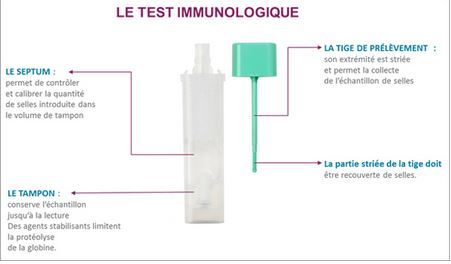 LE TEST IMMUNOLOGIQUE
LE SEPTUM :
permet de contrôler
et calibrer la quantité
de selles introduite dans
le volume de tampon
LE TAMPON :
conserve l'échantillon
jusqu'à la lecture
Des agents stabilisants limitent
la protéolyse
de la globine.
LA TIGE DE PRÉLÈVEMENT :
son extrémité est striée
et permet la collecte
de l'échantillon de selles
La partie striée de la tige doit
être recouverte de selles.